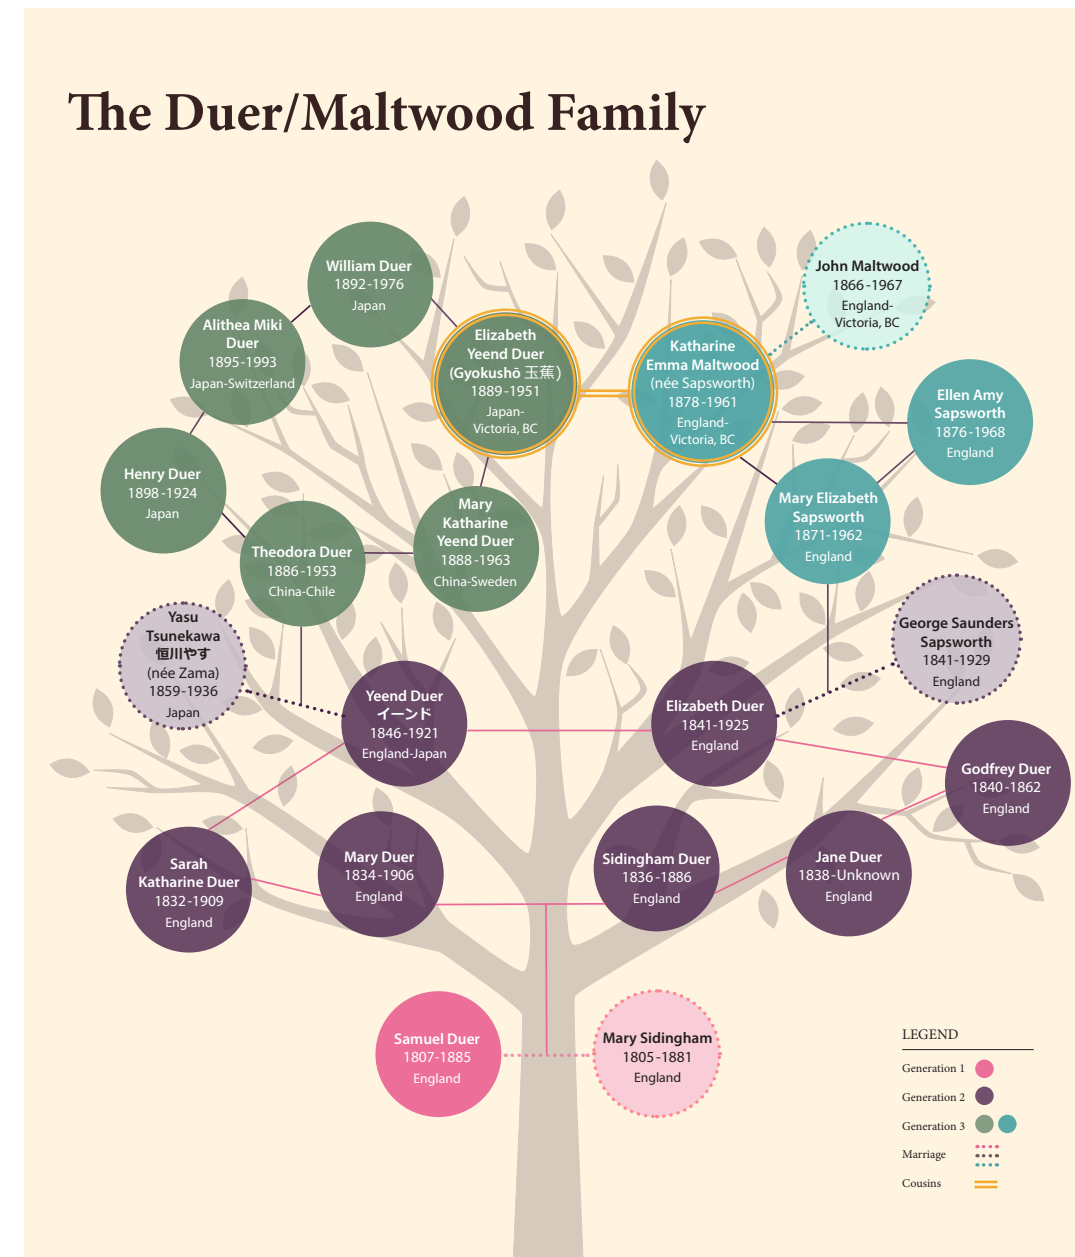 The Duer/Maltwood Family
William Duer
1892-1976
Japan
John Maltwood
1866-1967
England-
Victoria, BC
Alithea Miki
Duer
1895-1993
Japan-Switzerland
Elizabeth
Yeend Duer
(Gyokushō 玉蕉)
1889-1951
Japan-
Victoria, BC
Katharine
Emma Maltwood
(née Sapsworth)
1878-1961
England-
Victoria, BC
Ellen Amy
Sapsworth
1876-1968
England
Henry Duer
1898-1924
Japan
Mary
Katharine
Yeend Duer
1888-1963
China-Sweden
Mary Elizabeth
Sapsworth
1871-1962
England
Theodora Duer
1886-1953
China-Chile
Yasu
Tsunekawa
恒川やす
(née Zama)
1859-1936
Japan
George Saunders
Sapsworth
1841-1929
England
Yeend Duer
イーンド
1846-1921
England-Japan
Elizabeth Duer
1841-1925
England
Godfrey Duer
1840-1862
England
Sarah
Katharine Duer
1832-1909
England
Mary Duer
1834-1906
England
Sidingham Duer
1836-1886
England
Jane Duer
1838-Unknown
England
Samuel Duer
1807-1885
England
Mary Sidingham
1805-1881
England
LEGEND
Generation 1
Generation 2
Generation 3
Marriage
Cousins